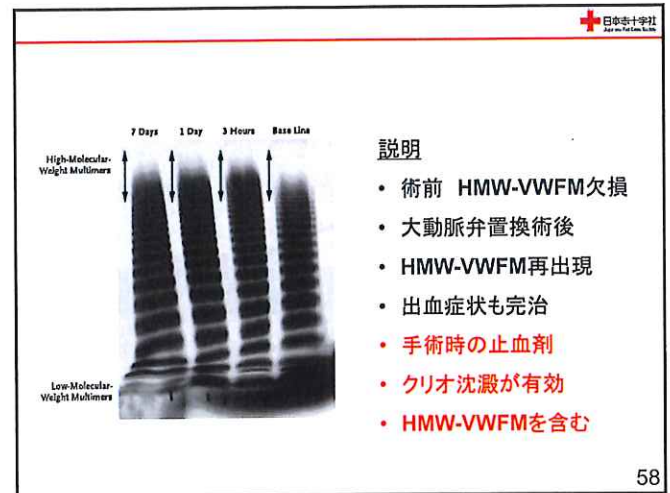 日本赤十字社
Japanese Red Cross Society
7 Days 1 Day 3 Hours Base Line
High-Molecular-
Weight Multimers
Low-Molecular-
Weight Multimers
説明
• 術前 HMW-VWFM欠損
• 大動脈弁置換術後
• HMW-VWFM再出現
• 出血症状も完治
• 手術時の止血剤
• クリオ沈澱が有効
• HMW-VWFMを含む
58